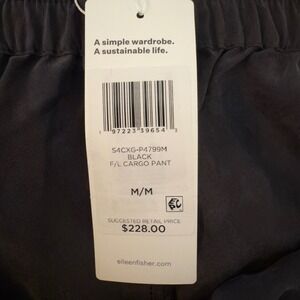 A simple wardrobe.
A sustainable life.
97223 39654
S4CXG-P4799M
BLACK
F/L CARGO PANT
M/M
SUGGESTED RETAIL PRICE
$228.00
eileenfisher.com